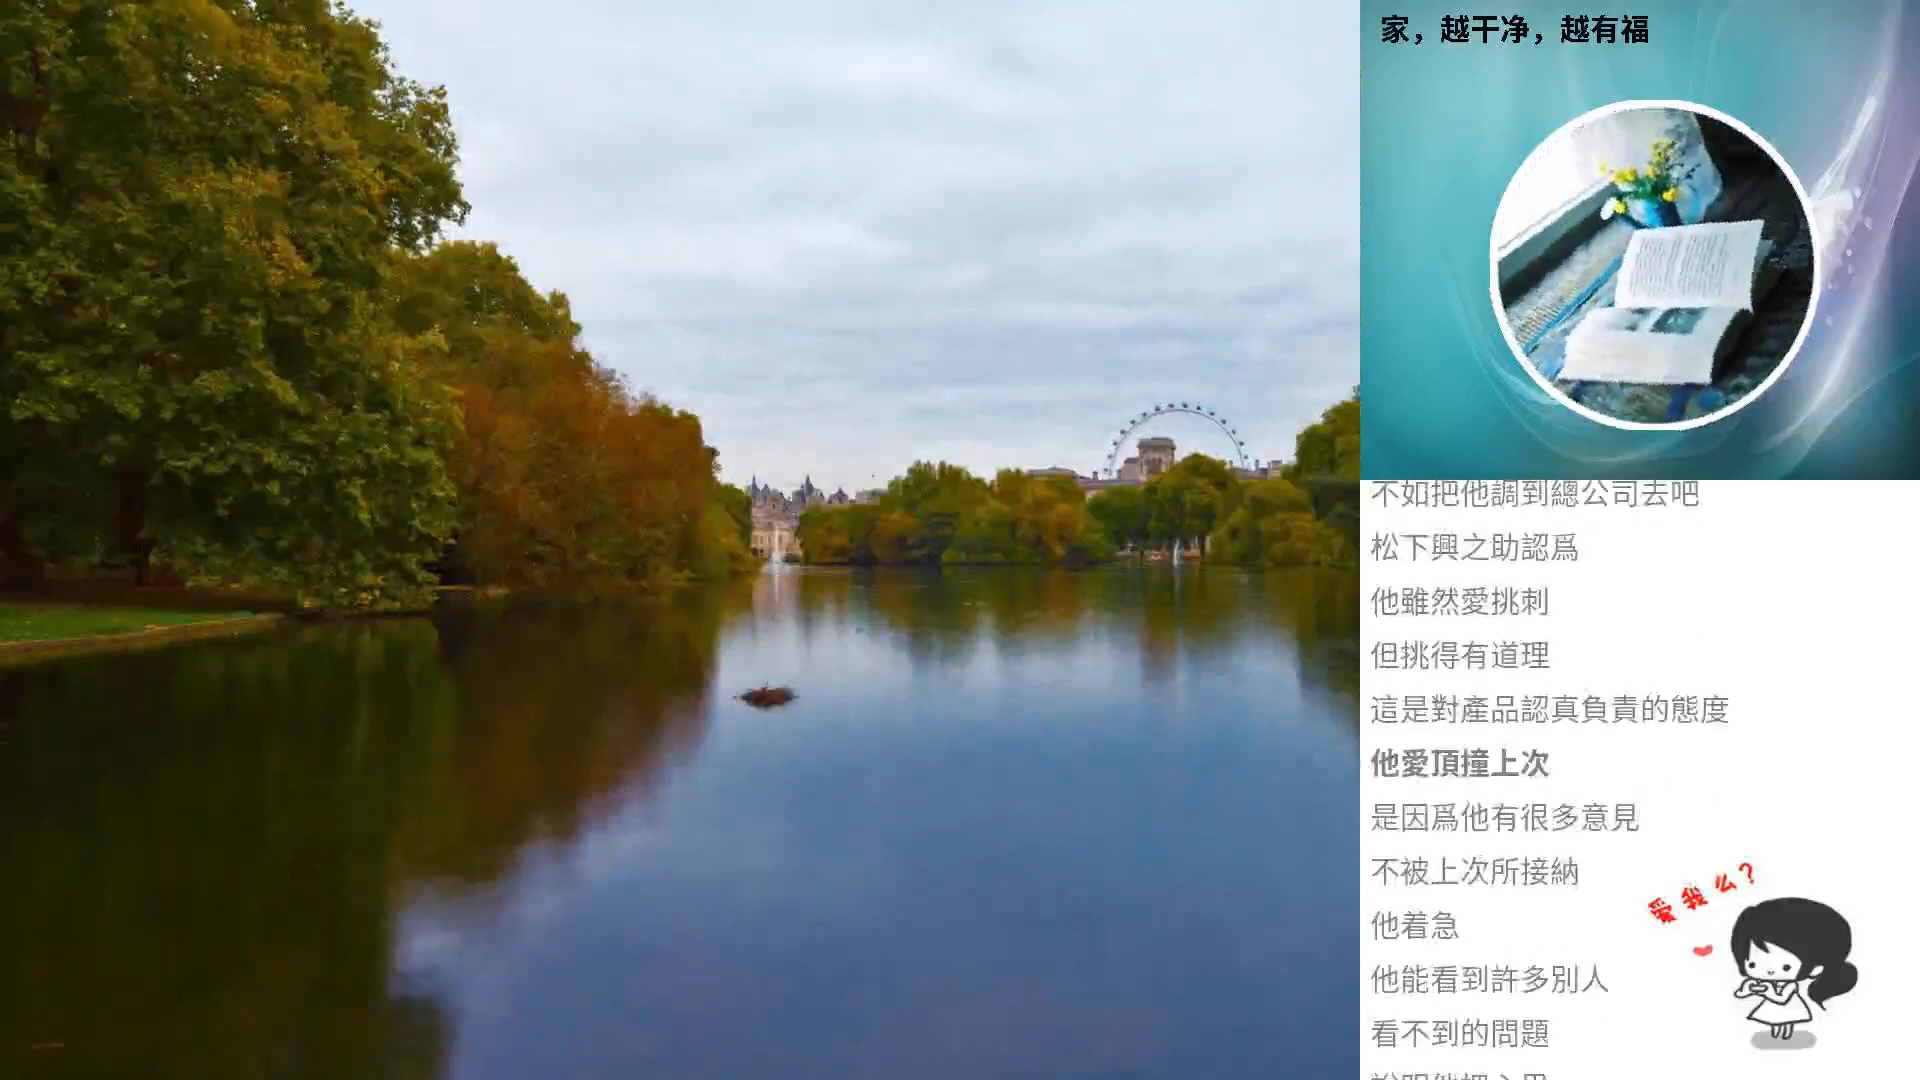 家，越干净，越有福
不如把他調到總公司去吧
松下興之助認爲
他雖然愛挑刺
但挑得有道理
這是對產品認真負責的態度
他愛頂撞上次
是因爲他有很多意見
不被上次所接納
他着急
他能看到許多別人
看不到的問題
爱我么？